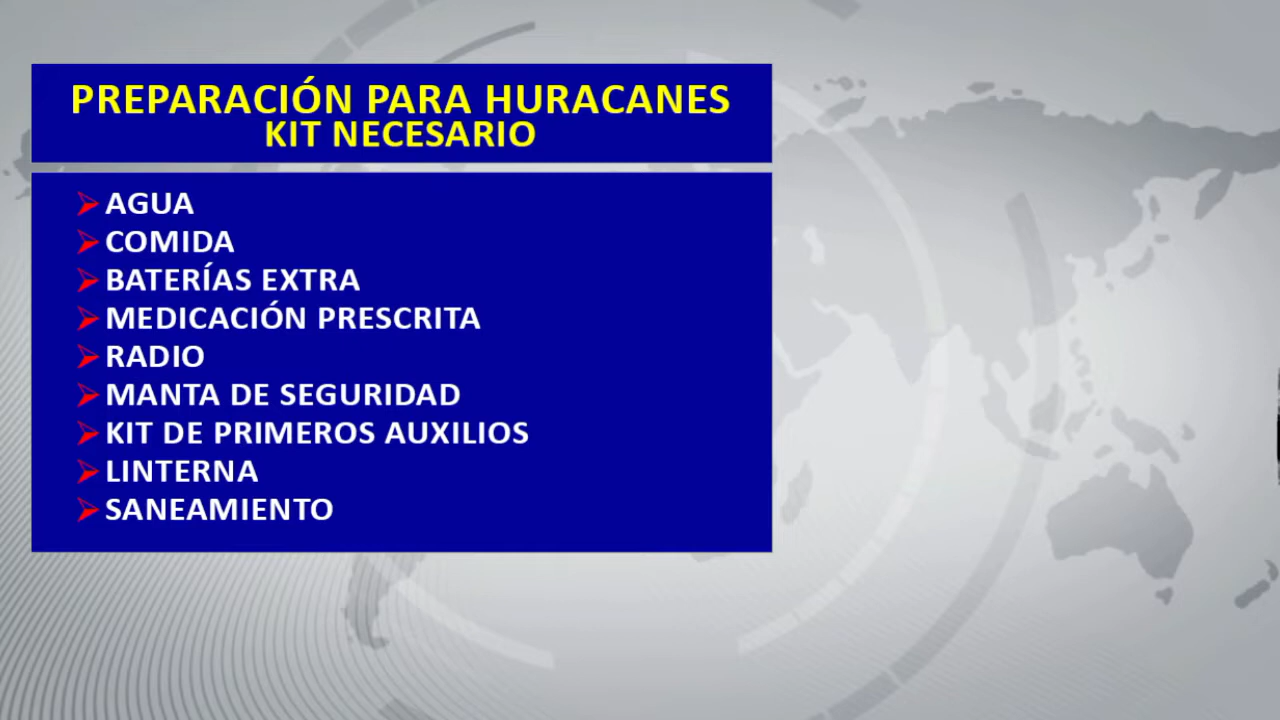 PREPARACIÓN PARA HURACANES
KIT NECESARIO
AGUA
COMIDA
BATERÍAS EXTRA
MEDICACIÓN PRESCRITA
RADIO
MANTA DE SEGURIDAD
KIT DE PRIMEROS AUXILIOS
LINTERNA
SANEAMIENTO